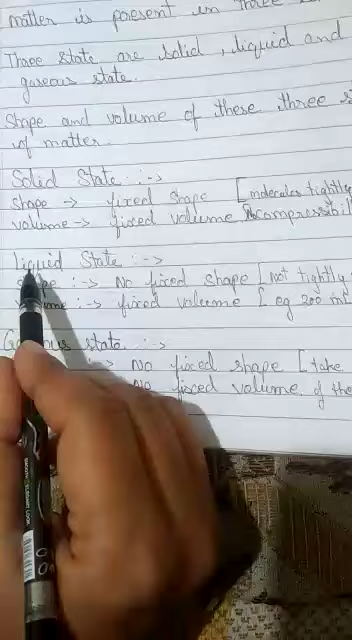 matter is present in three
Three state are solid, liquid and
gaseous state.
Shape and volume of these three
of matter.
Solid State :->
shape -> fixed shape [molecules tightly
volume -> fixed volume
Liquid State :->
:-> No fixed shape [Not tightly
:-> fixed volume [eg 200 ml
state :->
No fixed shape [take
No fixed volume of the